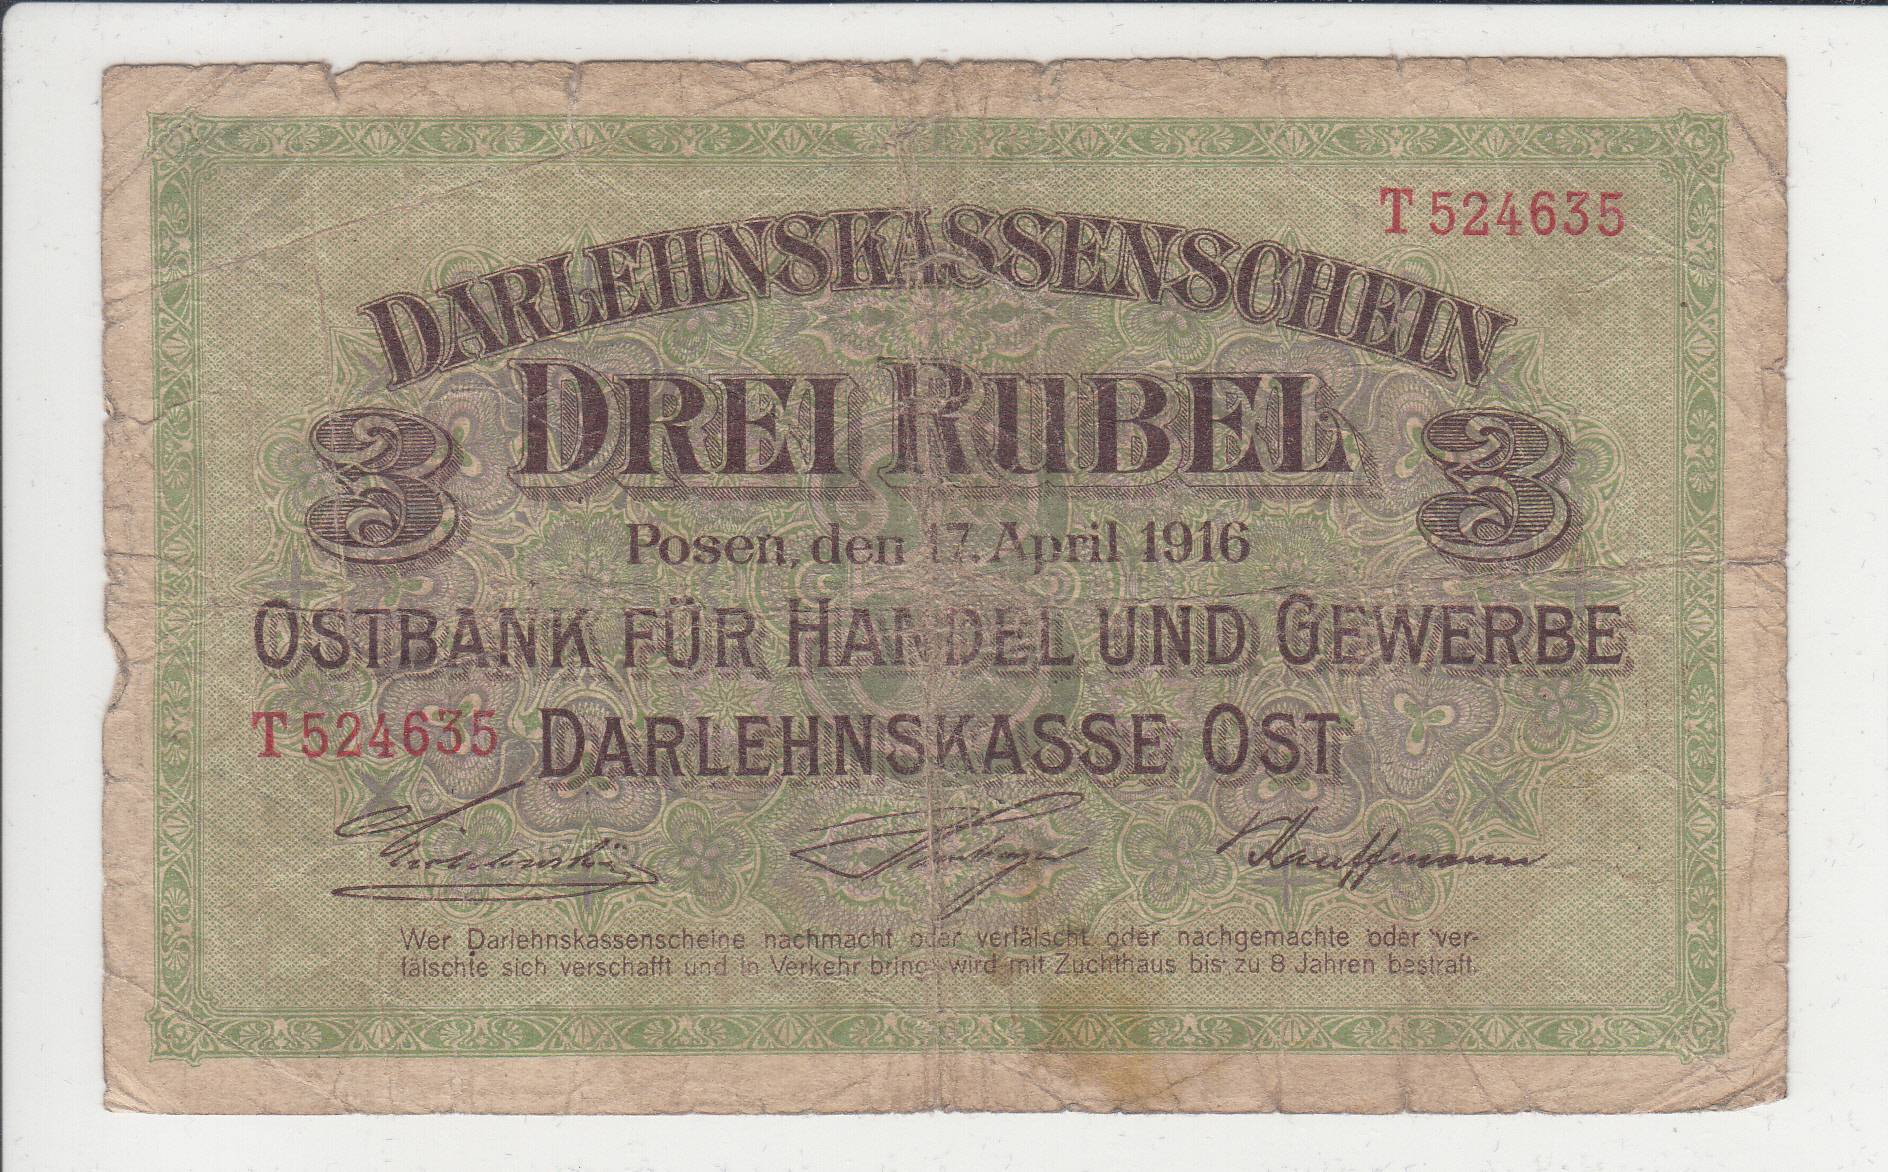 T 524635
DARLEHNSKASSENSCHEIN
DREI RUBEL
3 3
Posen, den 17. April 1916
OSTBANK FÜR HANDEL UND GEWERBE
T 524635 DARLEHNSKASSE OST
Kauffmann
Wer Darlehnskassenscheine nachmacht oder verfälscht oder nachgemachte oder ver-
fälschte sich verschafft und in Verkehr bringt, wird mit Zuchthaus bis zu 8 Jahren bestraft.